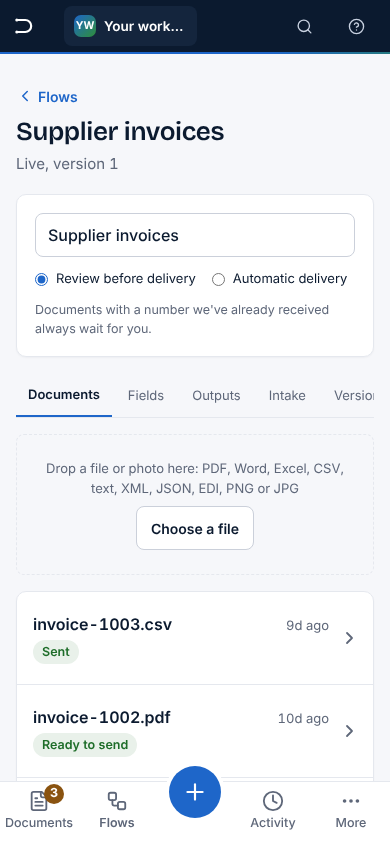 YW Your work...
Flows
Supplier invoices
Live, version 1
Supplier invoices
Review before delivery Automatic delivery
Documents with a number we've already received
always wait for you.
Documents Fields Outputs Intake
Drop a file or photo here: PDF, Word, Excel, CSV,
text, XML, JSON, EDI, PNG or JPG
Choose a file
invoice-1003.csv 9d ago
Sent
invoice-1002.pdf 10d ago
Ready to send
3
Documents Flows Activity More